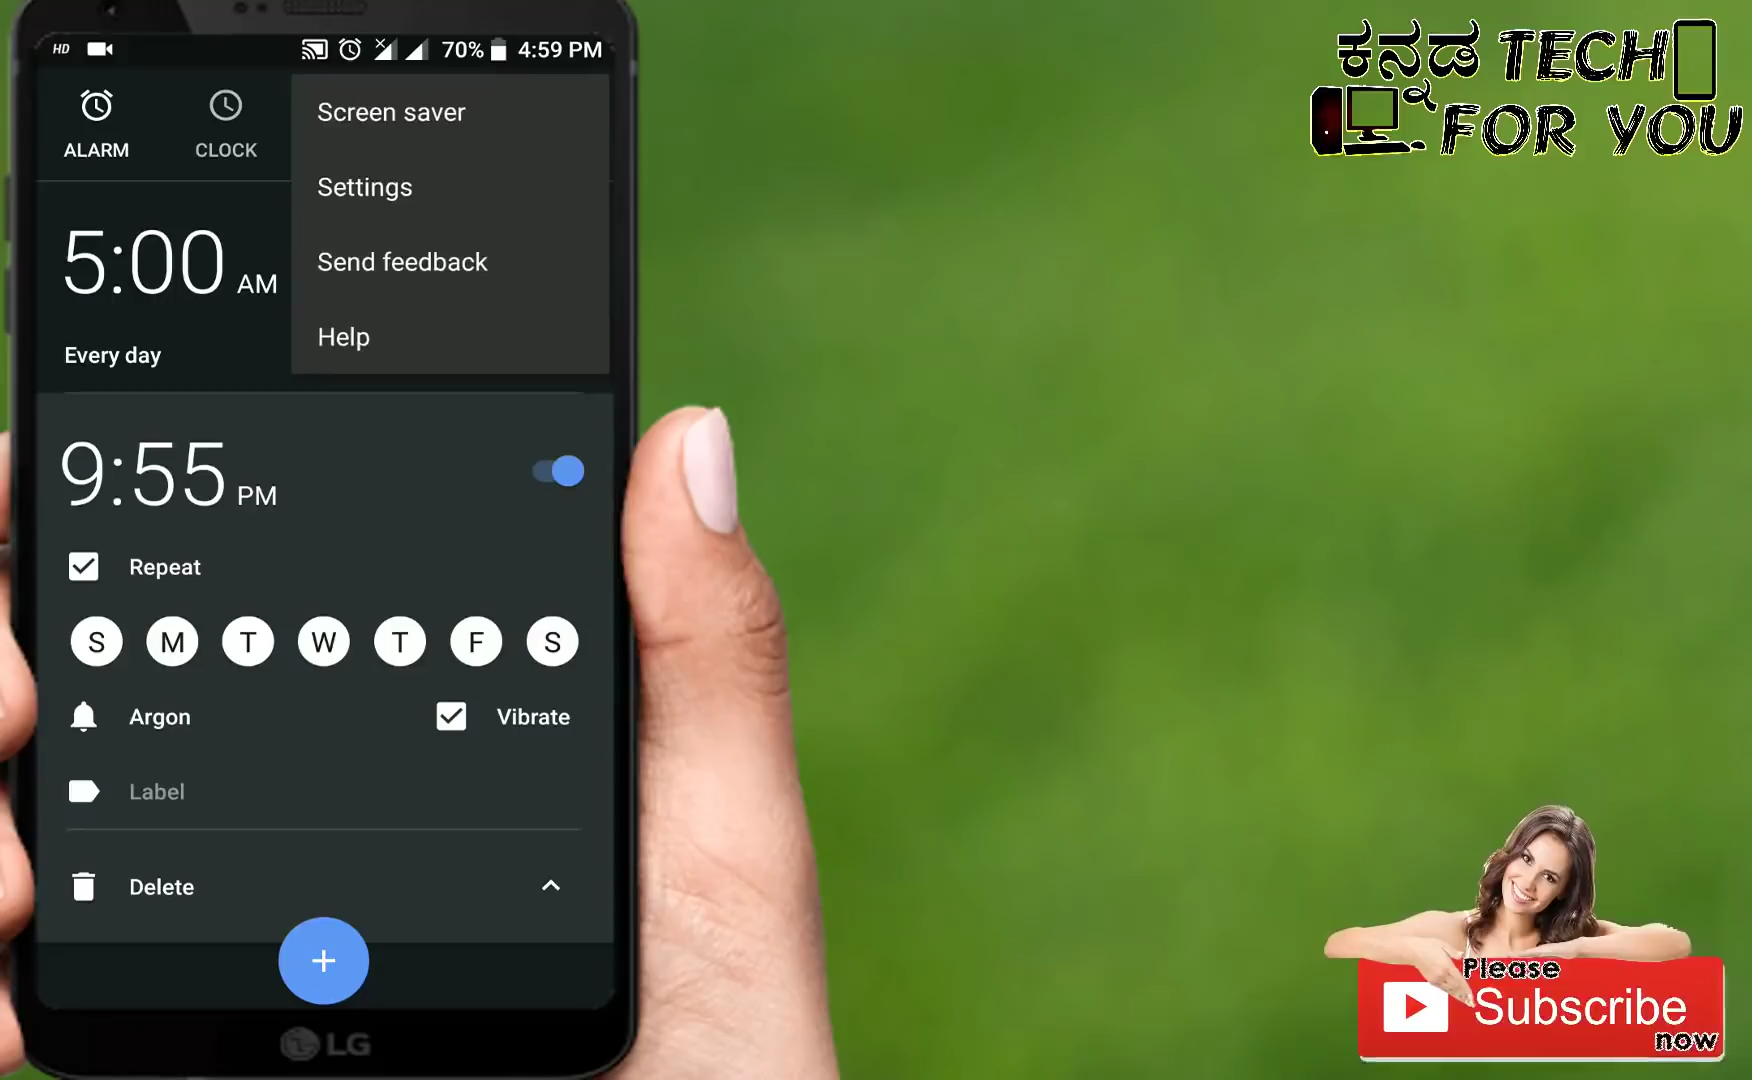 HD 70% 4:59 PM
ALARM CLOCK
Screen saver
Settings
Send feedback
Help
5:00 AM
Every day
9:55 PM
Repeat
S M T W T F S
Argon Vibrate
Label
Delete
+
LG
ಕನ್ನಡ TECH
FOR YOU
Please
Subscribe
now